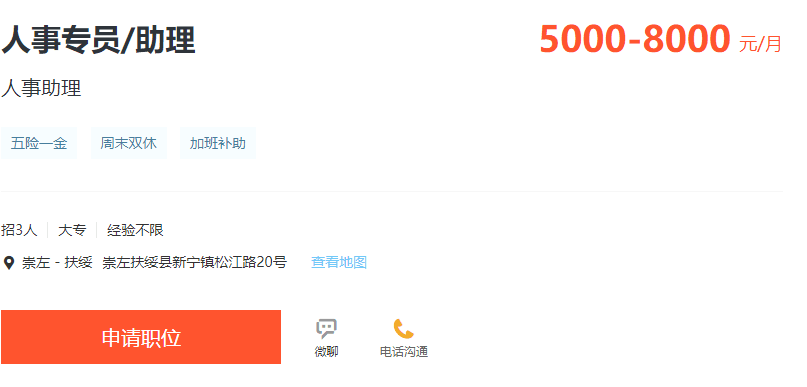 人事专员/助理 5000-8000 元/月
人事助理
五险一金 周末双休 加班补助
招3人 大专 经验不限
崇左 - 扶绥 崇左扶绥县新宁镇松江路20号 查看地图
申请职位 微聊 电话沟通